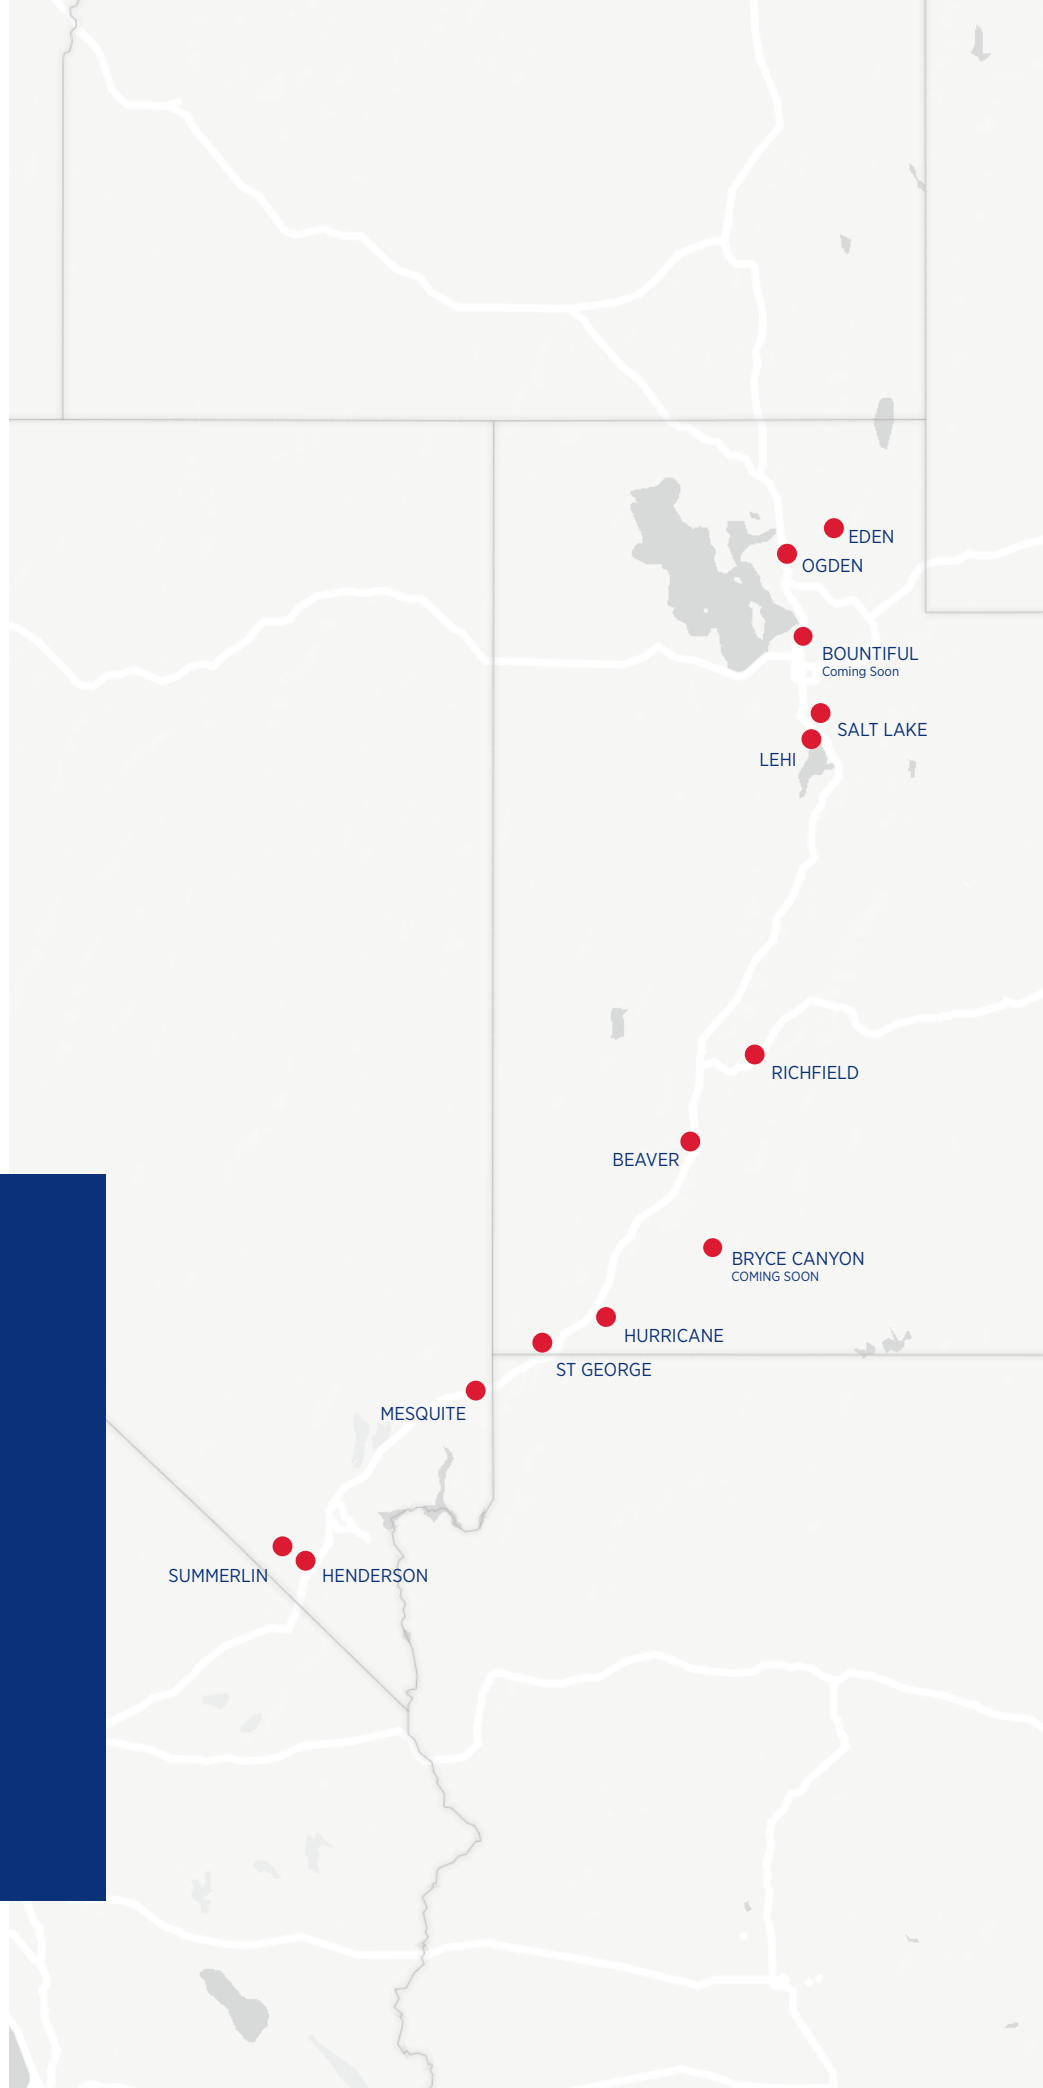 EDEN
OGDEN
BOUNTIFUL
Coming Soon
SALT LAKE
LEHI
RICHFIELD
BEAVER
BRYCE CANYON
COMING SOON
HURRICANE
ST GEORGE
MESQUITE
SUMMERLIN
HENDERSON